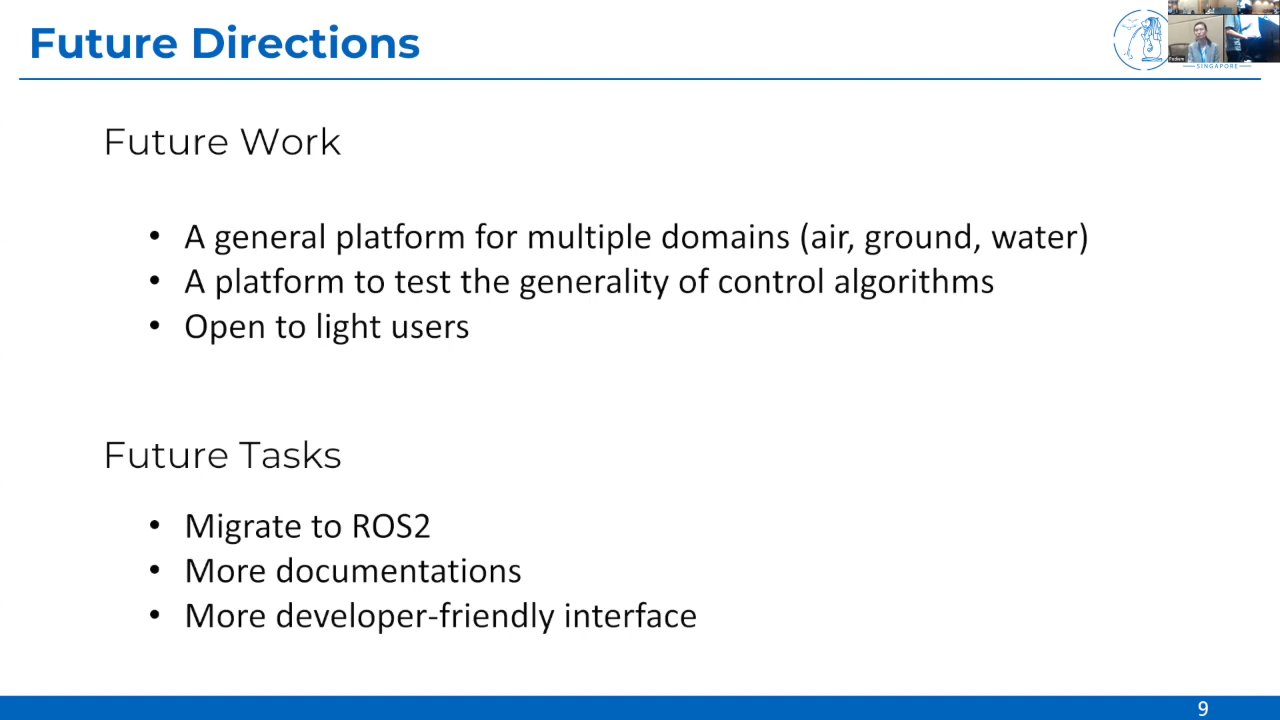 Future Directions
SINGAPORE
Future Work
• A general platform for multiple domains (air, ground, water)
• A platform to test the generality of control algorithms
• Open to light users
Future Tasks
• Migrate to ROS2
• More documentations
• More developer-friendly interface
9